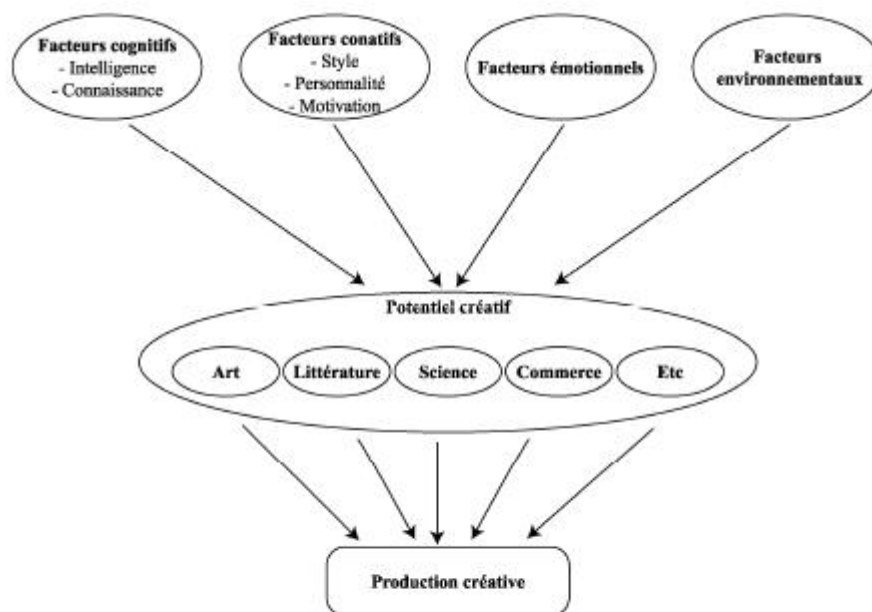 Facteurs cognitifs
- Intelligence
- Connaissance
Facteurs conatifs
- Style
- Personnalité
- Motivation
Facteurs émotionnels
Facteurs
environnementaux
Potentiel créatif
Art
Littérature
Science
Commerce
Etc
Production créative